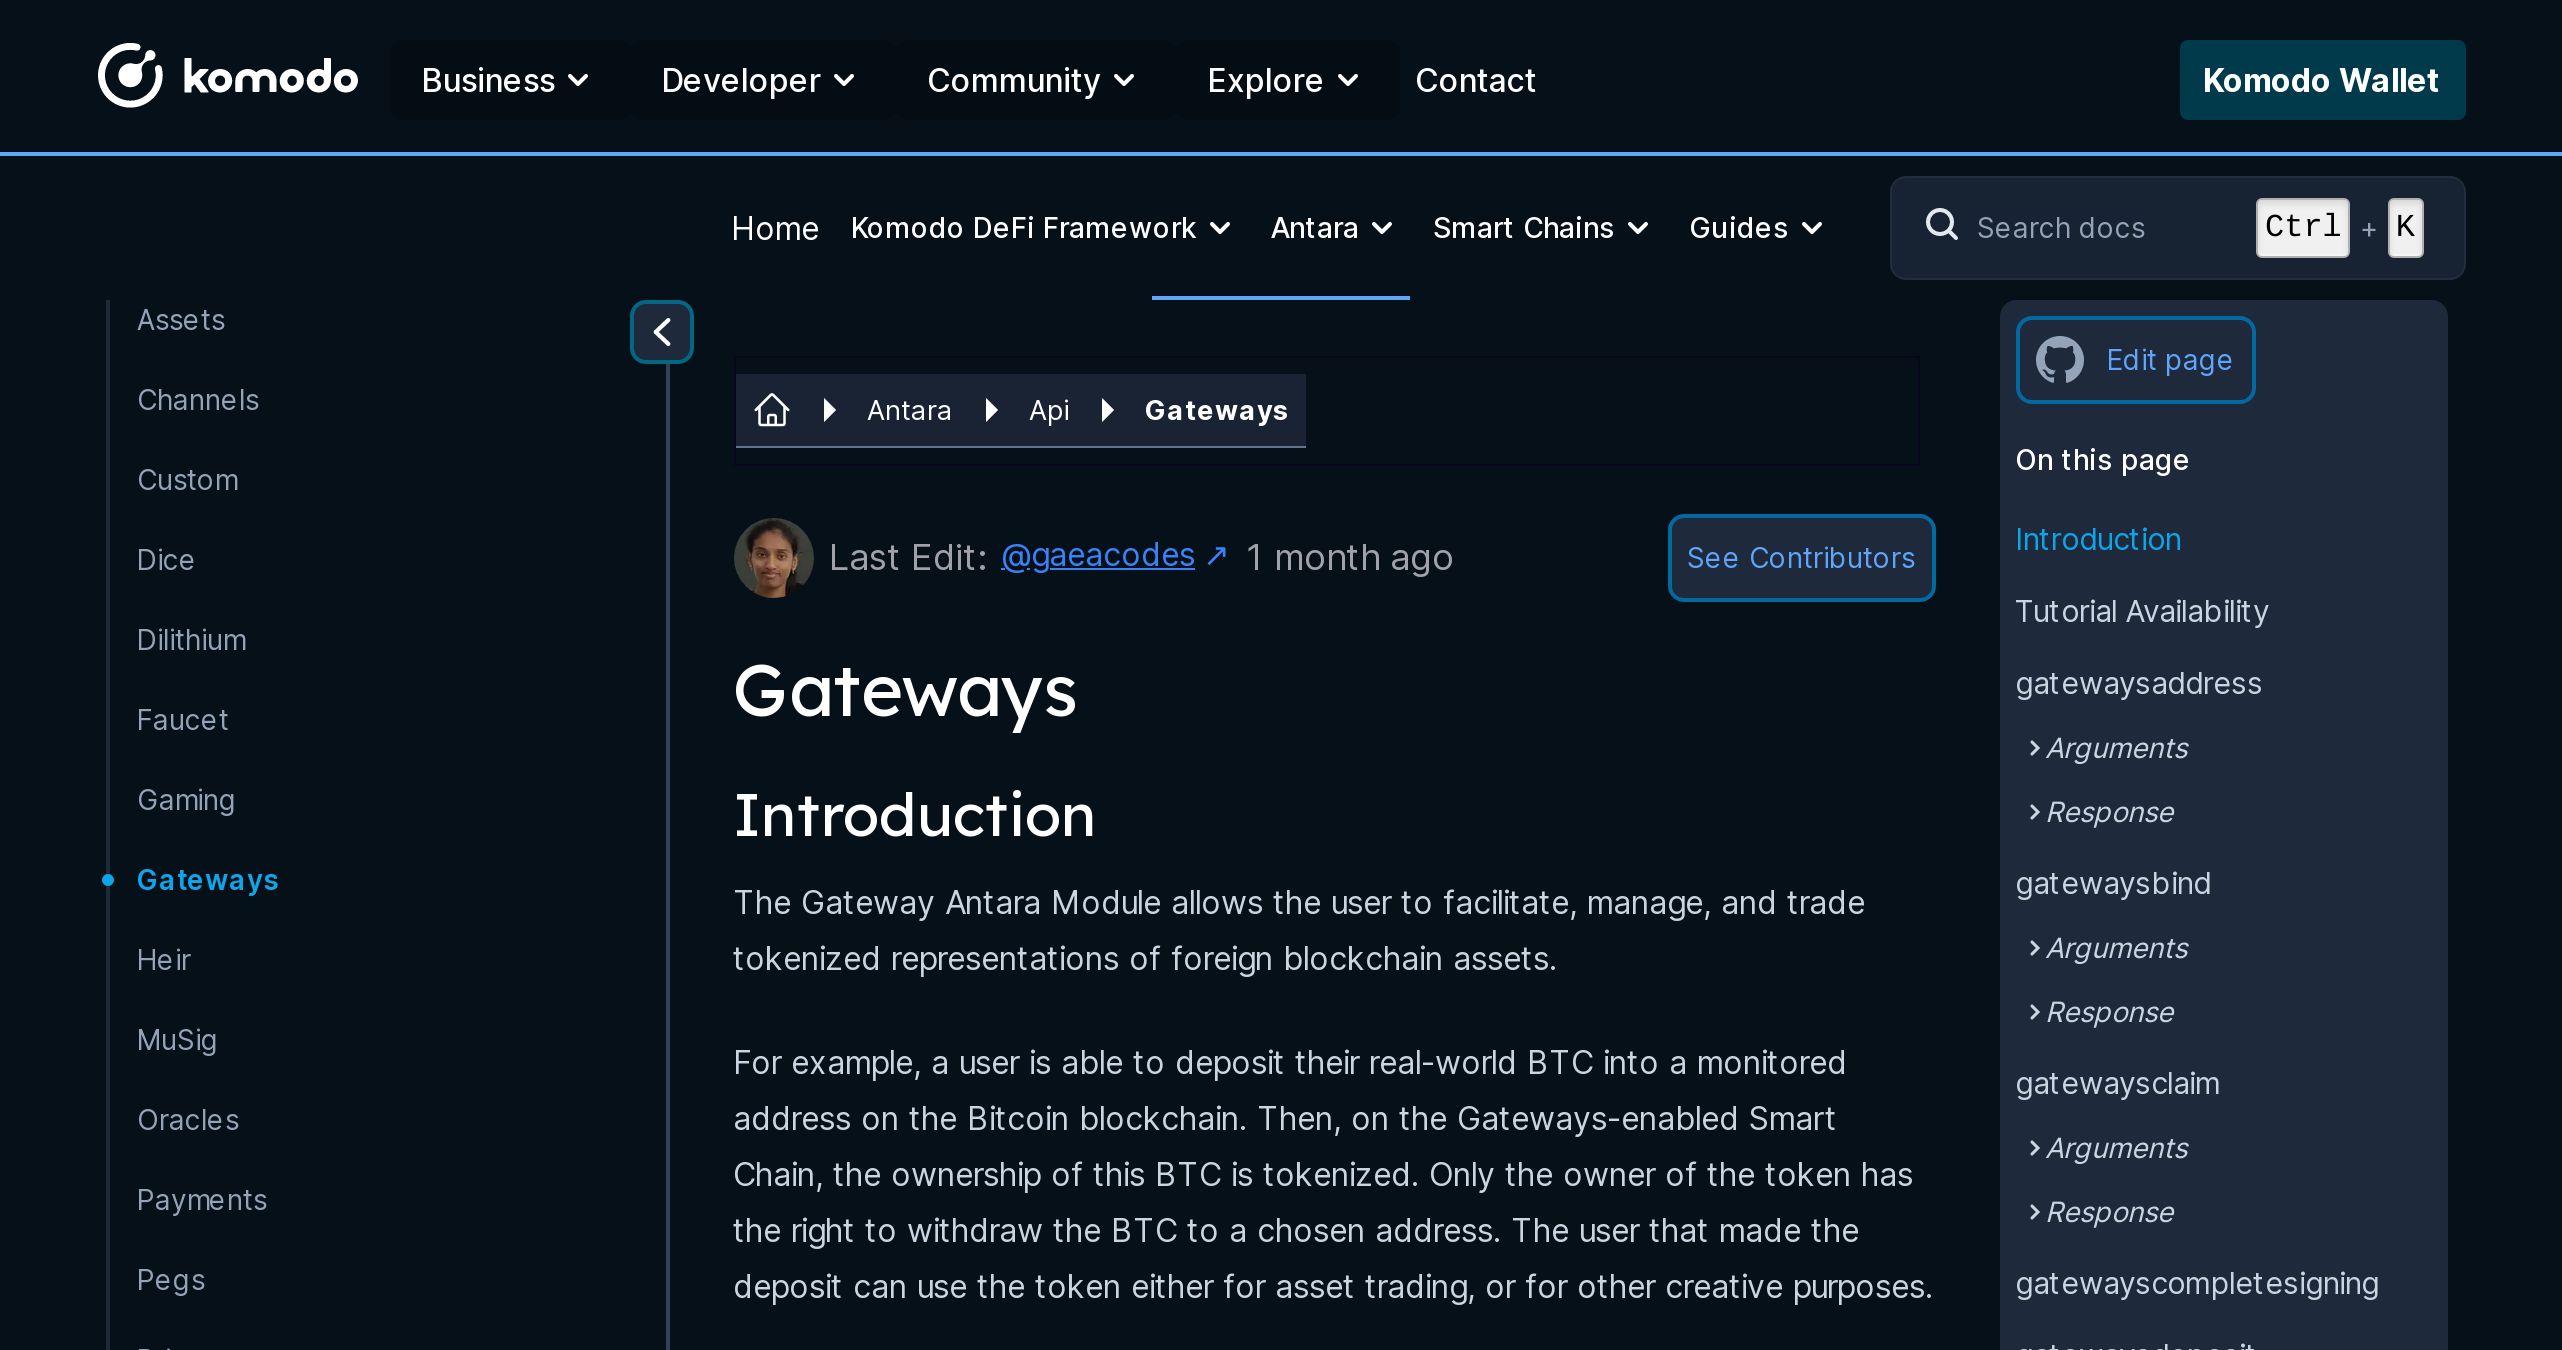 komodo
Business
Developer
Community
Explore
Contact
Komodo Wallet
Home
Komodo DeFi Framework
Antara
Smart Chains
Guides
Search docs
Ctrl + K
Assets
Channels
Custom
Dice
Dilithium
Faucet
Gaming
Gateways
Heir
MuSig
Oracles
Payments
Pegs
Antara
Api
Gateways
Last Edit: @gaeacodes ↗ 1 month ago
See Contributors
Gateways
Introduction
The Gateway Antara Module allows the user to facilitate, manage, and trade
tokenized representations of foreign blockchain assets.
For example, a user is able to deposit their real-world BTC into a monitored
address on the Bitcoin blockchain. Then, on the Gateways-enabled Smart
Chain, the ownership of this BTC is tokenized. Only the owner of the token has
the right to withdraw the BTC to a chosen address. The user that made the
deposit can use the token either for asset trading, or for other creative purposes.
Edit page
On this page
Introduction
Tutorial Availability
gatewaysaddress
Arguments
Response
gatewaysbind
Arguments
Response
gatewaysclaim
Arguments
Response
gatewayscompletesigning
gatewaysdeposit